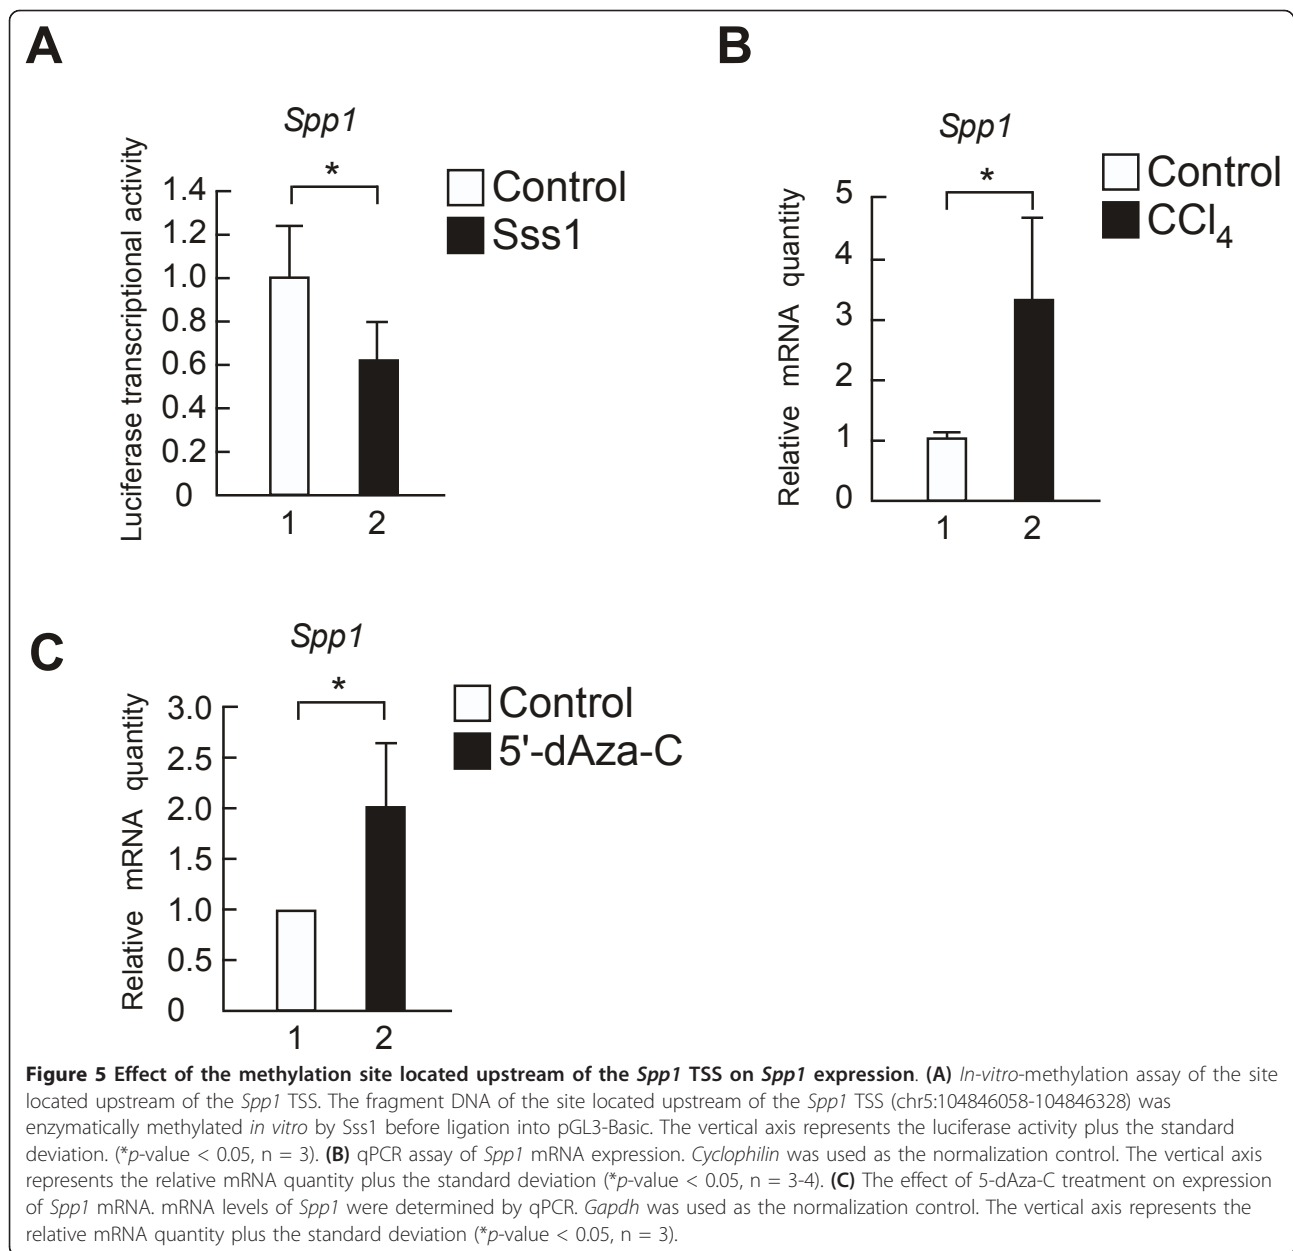 A
Spp1
*
Luciferase transcriptional activity
1.4
1.2
1.0
0.8
0.6
0.4
0.2
0
1 2
Control
Sss1
B
Spp1
*
Relative mRNA quantity
5
4
3
2
1
0
1 2
Control
CCl4
C
Spp1
*
Relative mRNA quantity
3.0
2.5
2.0
1.5
1.0
0.5
0
1 2
Control
5'-dAza-C
Figure 5 Effect of the methylation site located upstream of the Spp1 TSS on Spp1 expression. (A) In-vitro-methylation assay of the site
located upstream of the Spp1 TSS. The fragment DNA of the site located upstream of the Spp1 TSS (chr5:104846058-104846328) was
enzymatically methylated in vitro by Sss1 before ligation into pGL3-Basic. The vertical axis represents the luciferase activity plus the standard
deviation. (*p-value < 0.05, n = 3). (B) qPCR assay of Spp1 mRNA expression. Cyclophilin was used as the normalization control. The vertical axis
represents the relative mRNA quantity plus the standard deviation (*p-value < 0.05, n = 3-4). (C) The effect of 5-dAza-C treatment on expression
of Spp1 mRNA. mRNA levels of Spp1 were determined by qPCR. Gapdh was used as the normalization control. The vertical axis represents the
relative mRNA quantity plus the standard deviation (*p-value < 0.05, n = 3).